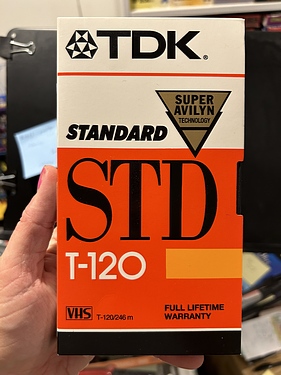 TDK®
SUPER
AVILYN
TECHNOLOGY
STANDARD
STD
T-120
VHS T-120/246 m
FULL LIFETIME
WARRANTY